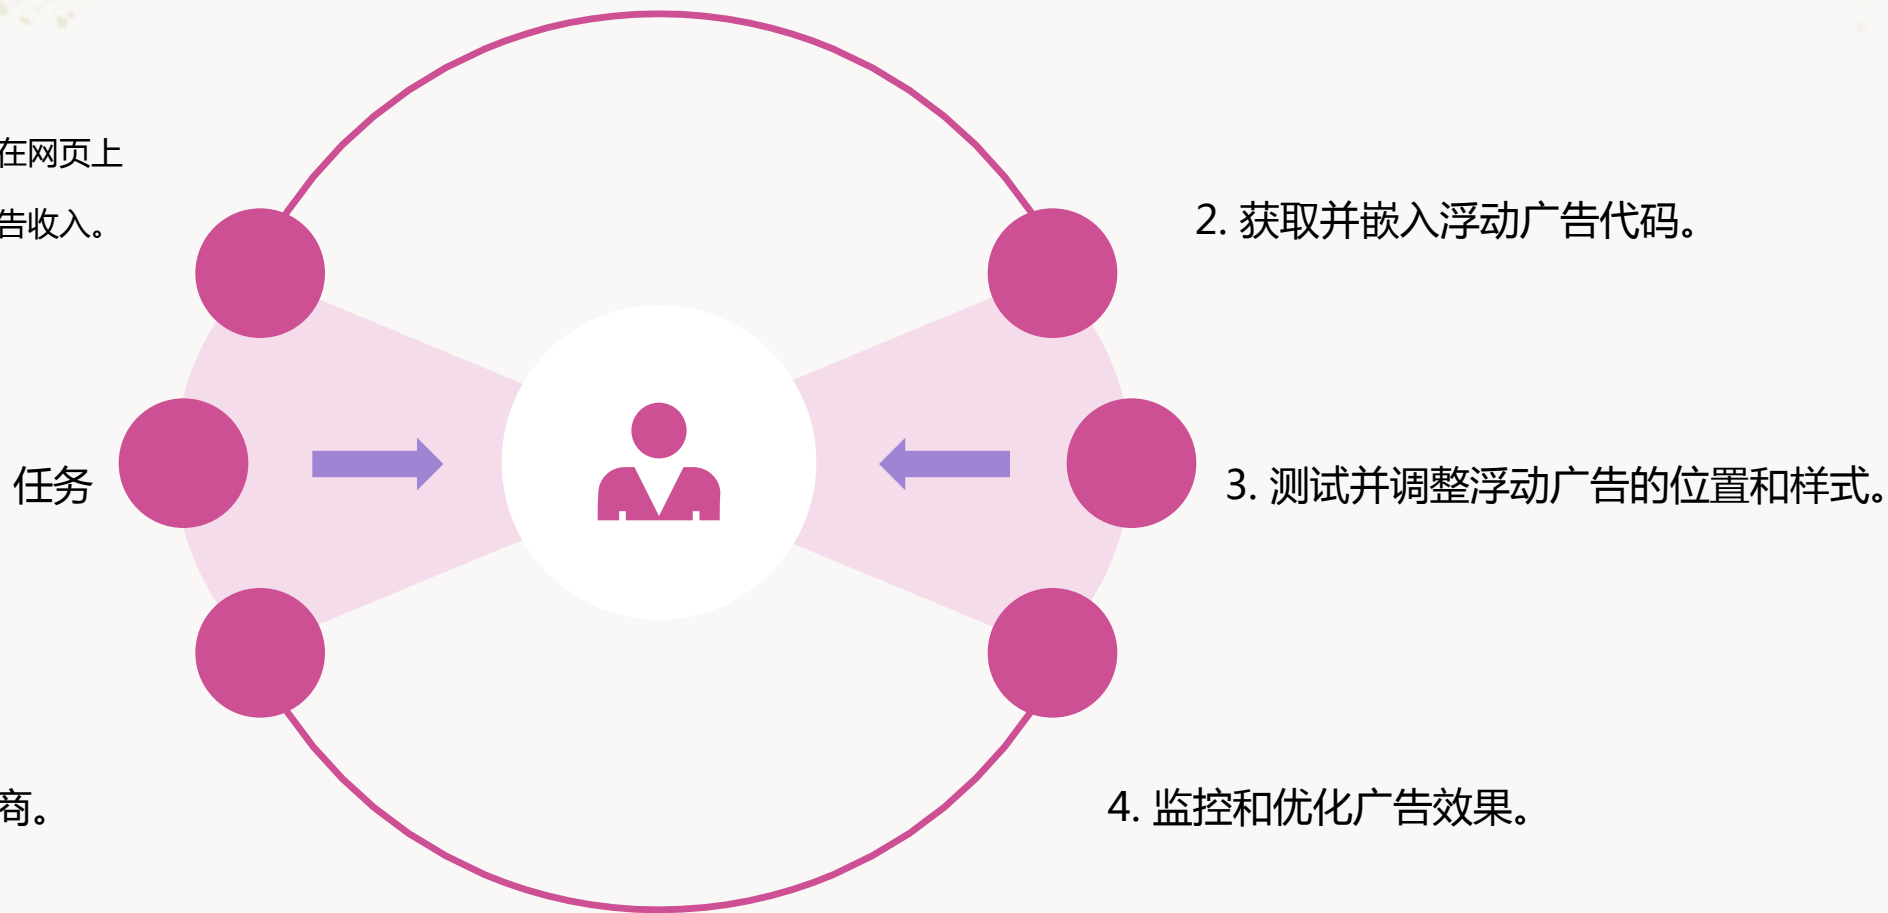 在网页上
告收入。
任务
商。
2. 获取并嵌入浮动广告代码。
3. 测试并调整浮动广告的位置和样式。
4. 监控和优化广告效果。